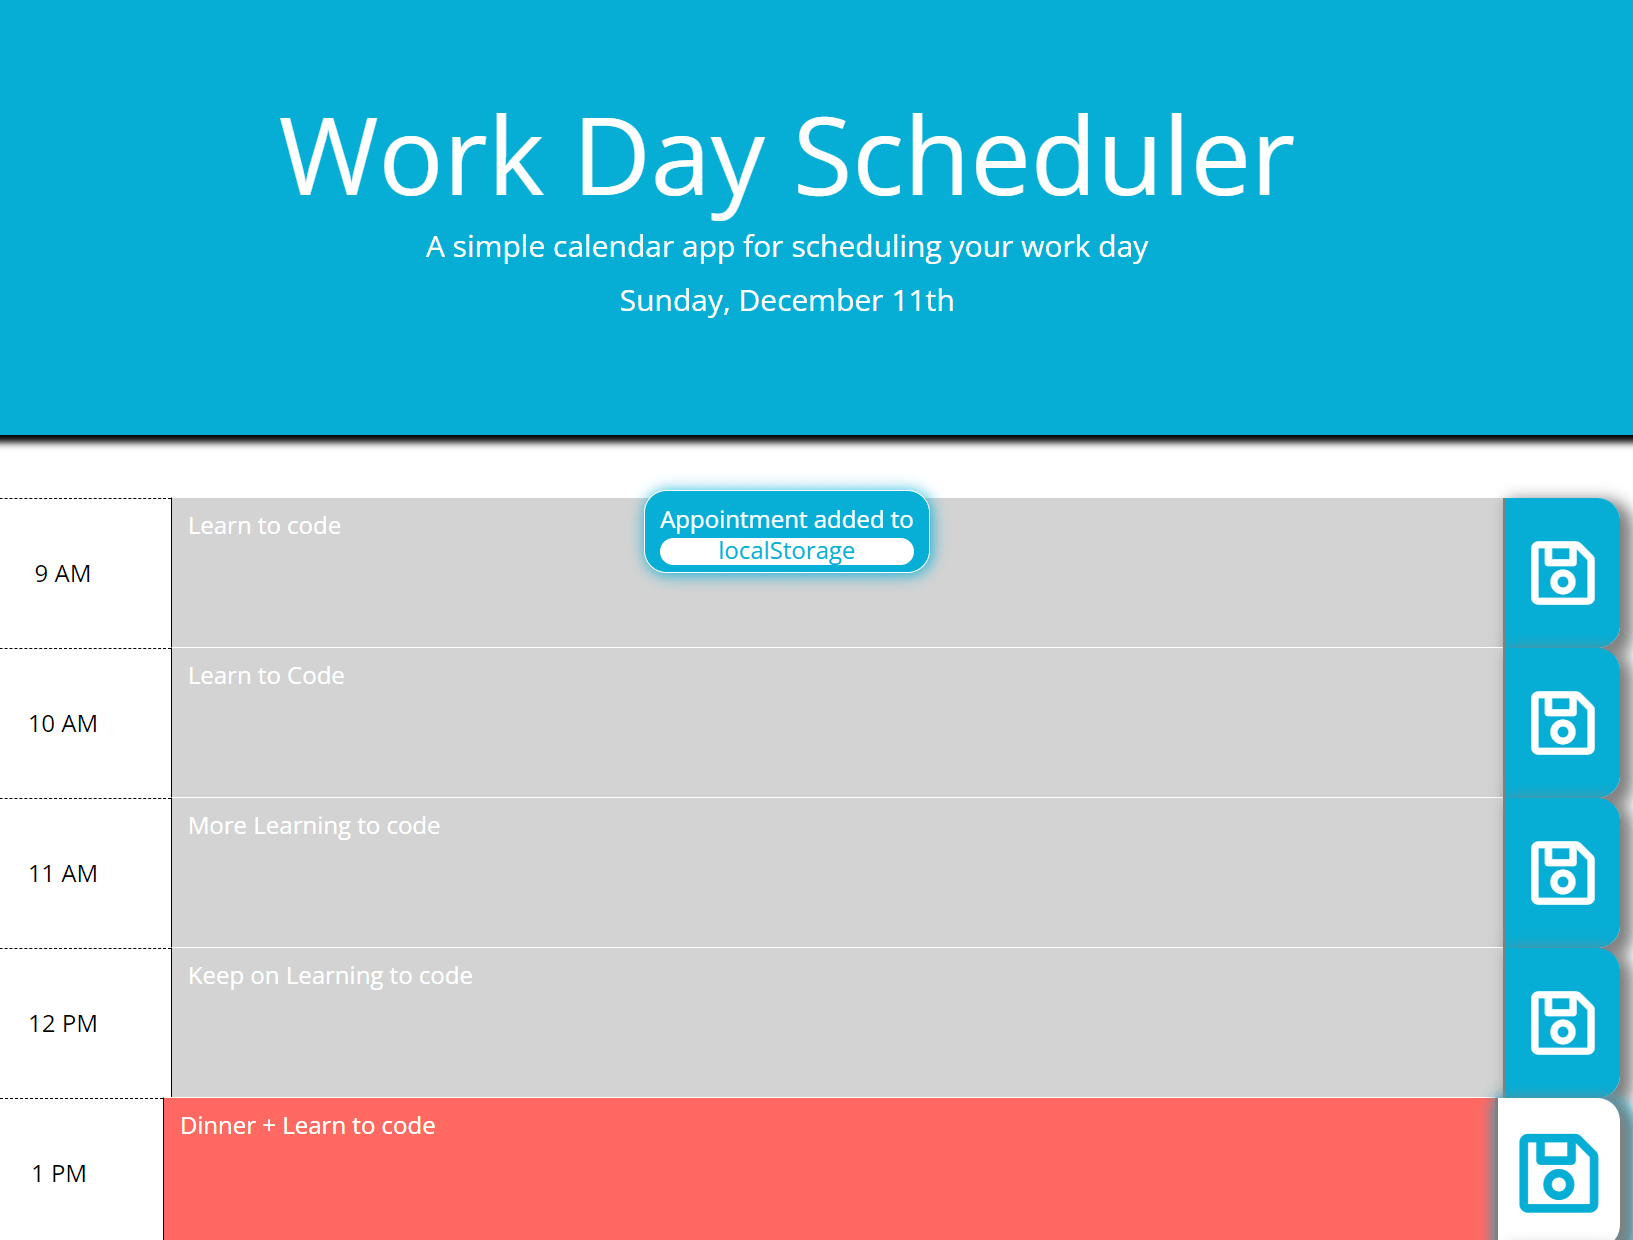 Work Day Scheduler
A simple calendar app for scheduling your work day
Sunday, December 11th
Appointment added to
localStorage
9 AM
Learn to code
10 AM
Learn to Code
11 AM
More Learning to code
12 PM
Keep on Learning to code
1 PM
Dinner + Learn to code